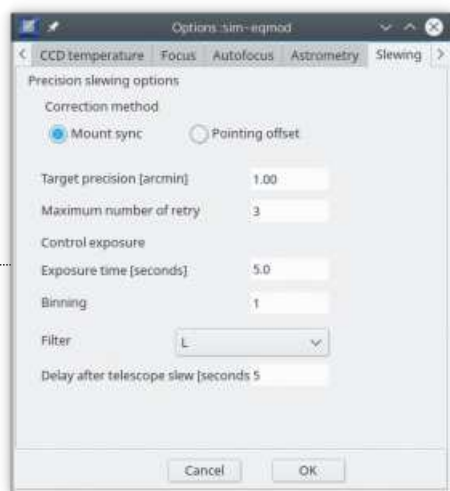 Options :sim-eqmod
CCD temperature Focus Autofocus Astrometry Slewing
Precision slewing options
Correction method
Mount sync Pointing offset
Target precision [arcmin] 1.00
Maximum number of retry 3
Control exposure
Exposure time [seconds] 5.0
Binning 1
Filter L
Delay after telescope slew [seconds 5
Cancel OK